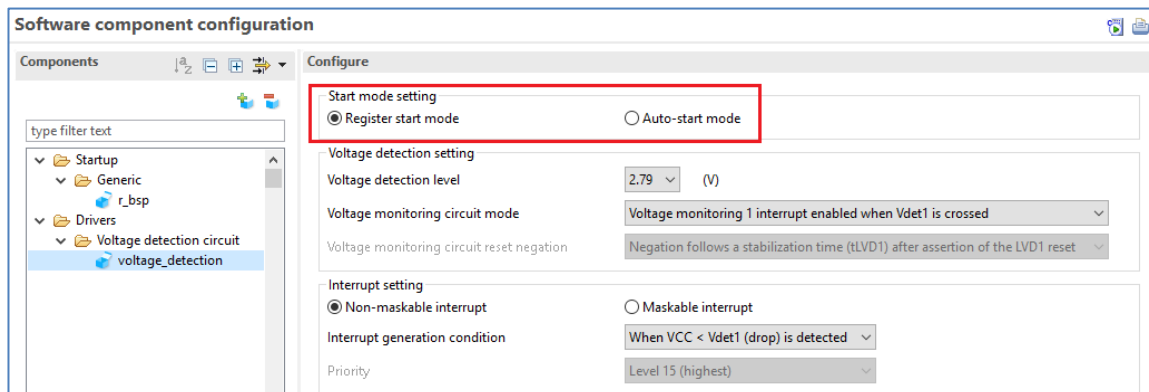 Software component configuration
Components
Configure
type filter text
Startup
Generic
r_bsp
Drivers
Voltage detection circuit
voltage_detection
Start mode setting
Register start mode Auto-start mode
Voltage detection setting
Voltage detection level 2.79 (V)
Voltage monitoring circuit mode Voltage monitoring 1 interrupt enabled when Vdet1 is crossed
Voltage monitoring circuit reset negation Negation follows a stabilization time (tLVD1) after assertion of the LVD1 reset
Interrupt setting
Non-maskable interrupt Maskable interrupt
Interrupt generation condition When VCC < Vdet1 (drop) is detected
Priority Level 15 (highest)